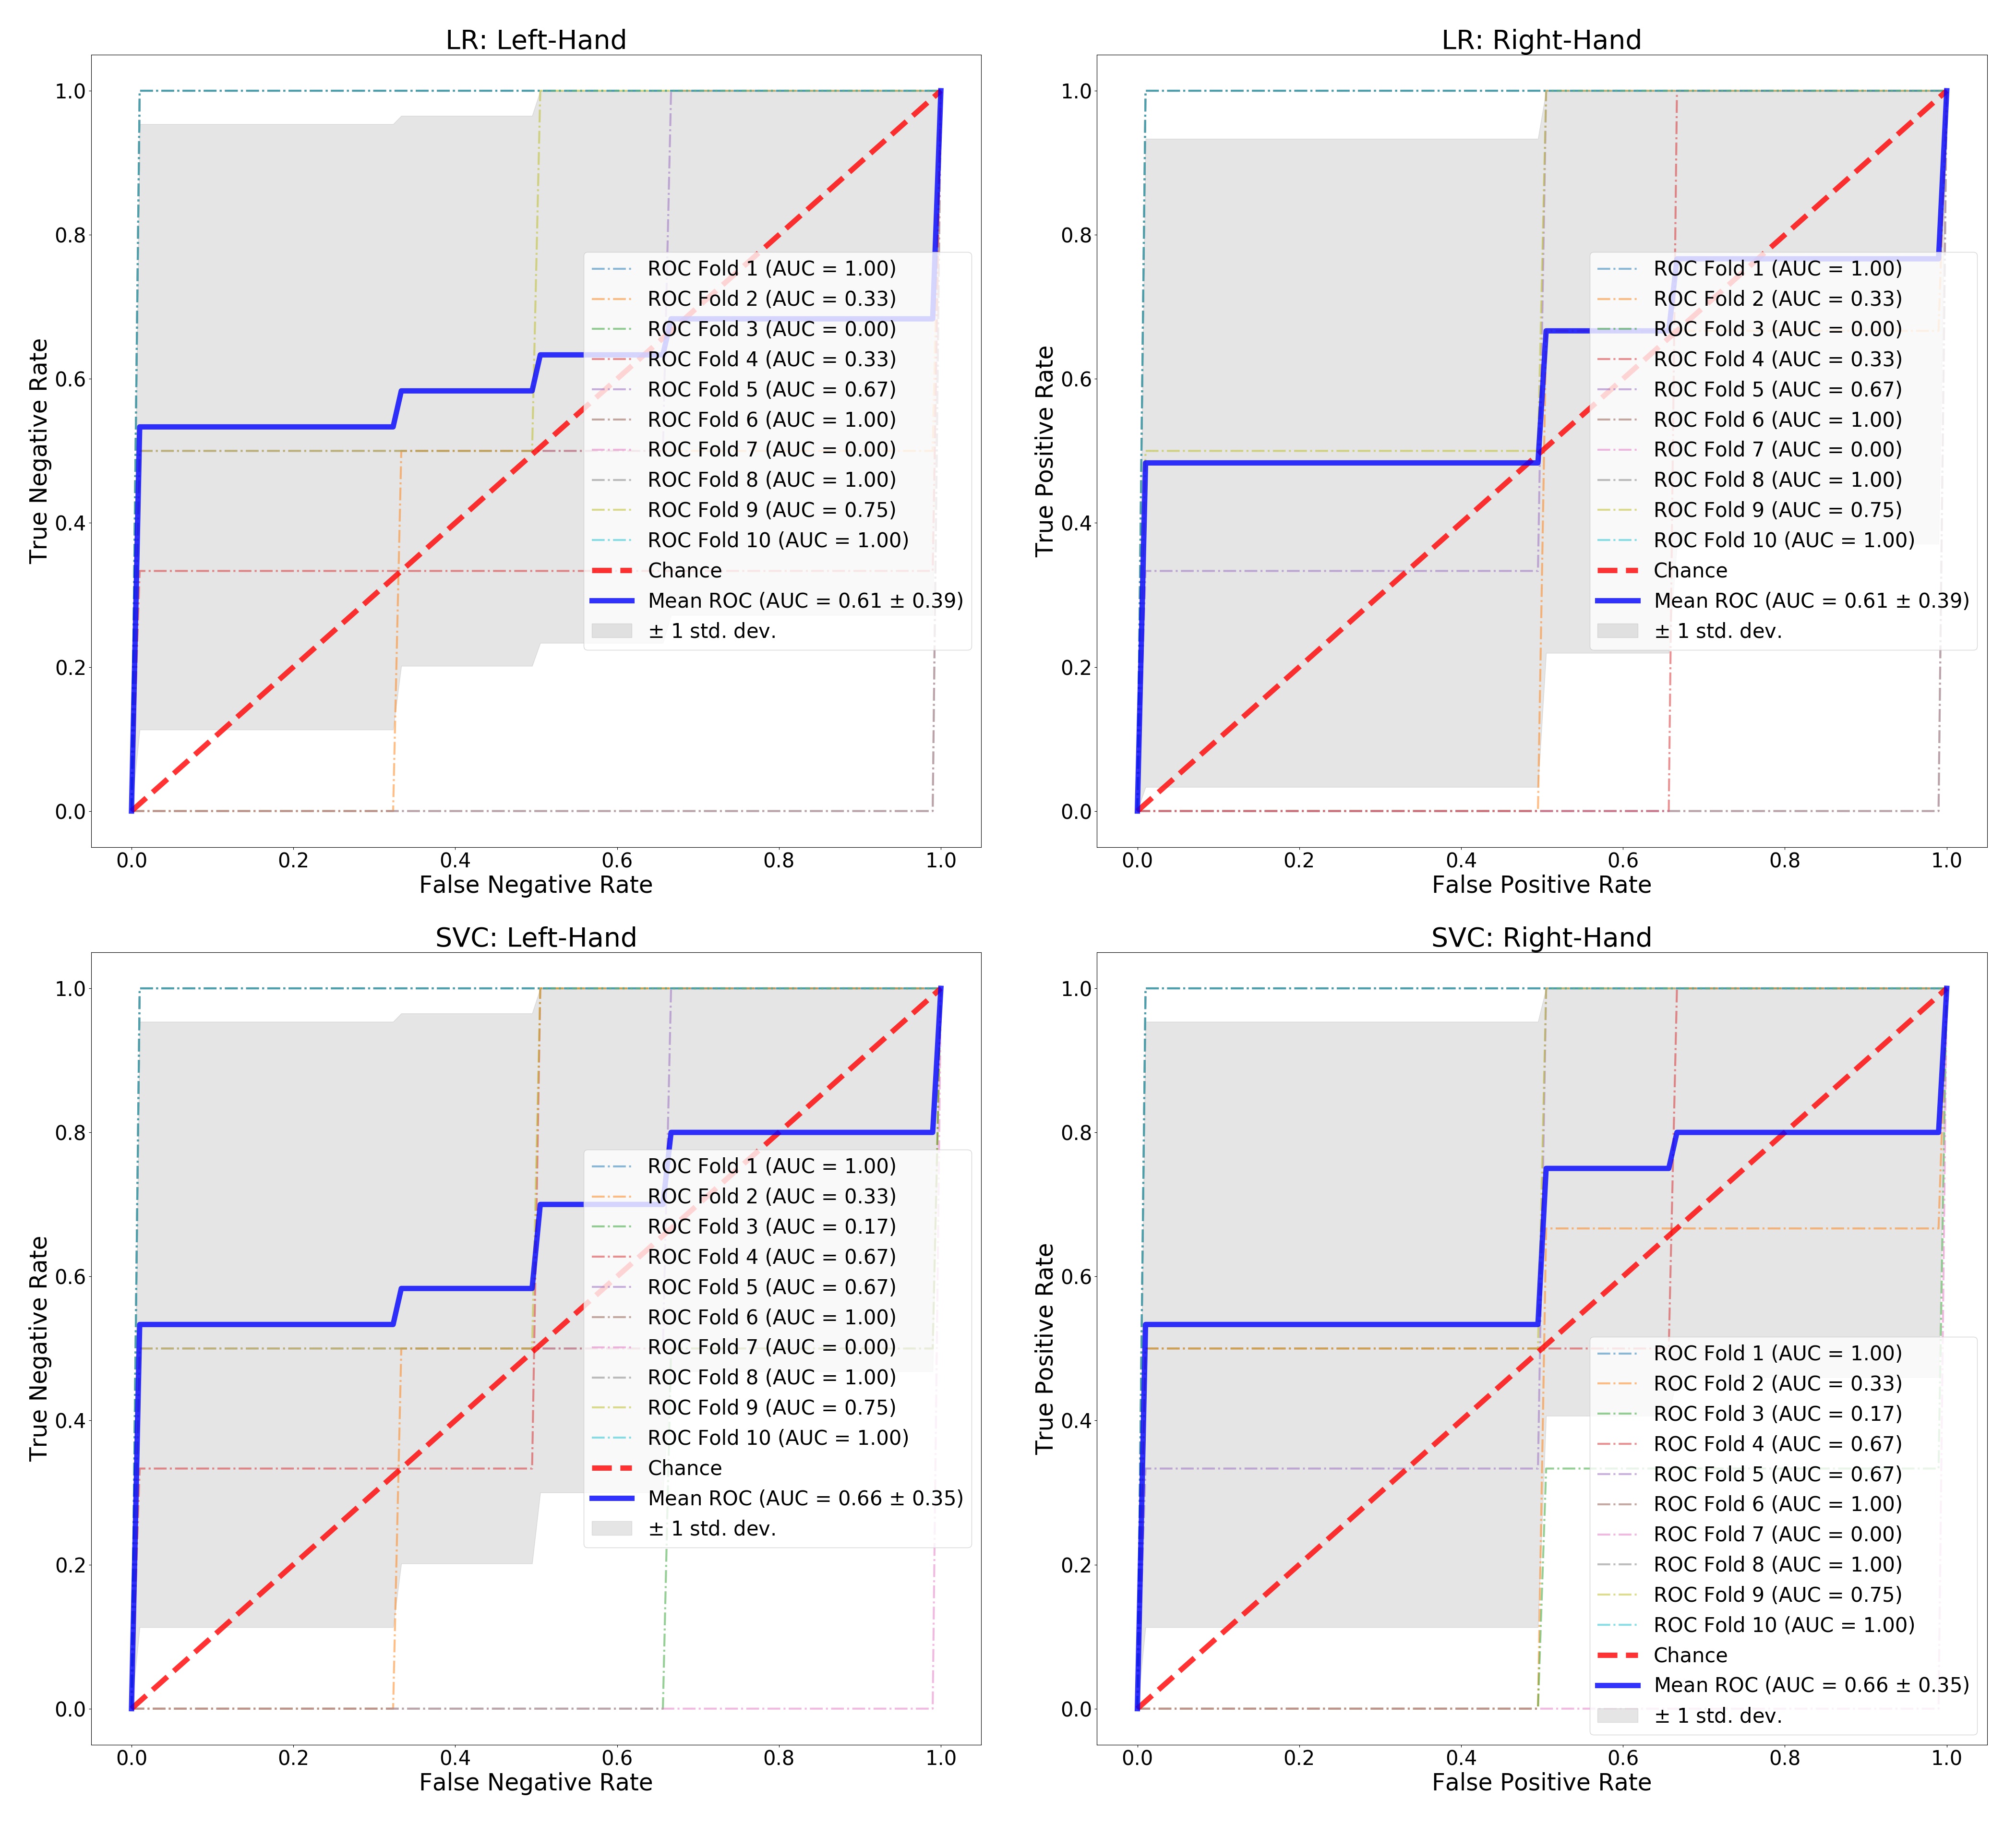 LR: Left-Hand
True Negative Rate
1.0
0.8
0.6
0.4
0.2
0.0
ROC Fold 1 (AUC = 1.00)
ROC Fold 2 (AUC = 0.33)
ROC Fold 3 (AUC = 0.00)
ROC Fold 4 (AUC = 0.33)
ROC Fold 5 (AUC = 0.67)
ROC Fold 6 (AUC = 1.00)
ROC Fold 7 (AUC = 0.00)
ROC Fold 8 (AUC = 1.00)
ROC Fold 9 (AUC = 0.75)
ROC Fold 10 (AUC = 1.00)
Chance
Mean ROC (AUC = 0.61 ± 0.39)
± 1 std. dev.
0.0 0.2 0.4 0.6 0.8 1.0
False Negative Rate
LR: Right-Hand
True Positive Rate
1.0
0.8
0.6
0.4
0.2
0.0
ROC Fold 1 (AUC = 1.00)
ROC Fold 2 (AUC = 0.33)
ROC Fold 3 (AUC = 0.00)
ROC Fold 4 (AUC = 0.33)
ROC Fold 5 (AUC = 0.67)
ROC Fold 6 (AUC = 1.00)
ROC Fold 7 (AUC = 0.00)
ROC Fold 8 (AUC = 1.00)
ROC Fold 9 (AUC = 0.75)
ROC Fold 10 (AUC = 1.00)
Chance
Mean ROC (AUC = 0.61 ± 0.39)
± 1 std. dev.
0.0 0.2 0.4 0.6 0.8 1.0
False Positive Rate
SVC: Left-Hand
True Negative Rate
1.0
0.8
0.6
0.4
0.2
0.0
ROC Fold 1 (AUC = 1.00)
ROC Fold 2 (AUC = 0.33)
ROC Fold 3 (AUC = 0.17)
ROC Fold 4 (AUC = 0.67)
ROC Fold 5 (AUC = 0.67)
ROC Fold 6 (AUC = 1.00)
ROC Fold 7 (AUC = 0.00)
ROC Fold 8 (AUC = 1.00)
ROC Fold 9 (AUC = 0.75)
ROC Fold 10 (AUC = 1.00)
Chance
Mean ROC (AUC = 0.66 ± 0.35)
± 1 std. dev.
0.0 0.2 0.4 0.6 0.8 1.0
False Negative Rate
SVC: Right-Hand
True Positive Rate
1.0
0.8
0.6
0.4
0.2
0.0
ROC Fold 1 (AUC = 1.00)
ROC Fold 2 (AUC = 0.33)
ROC Fold 3 (AUC = 0.17)
ROC Fold 4 (AUC = 0.67)
ROC Fold 5 (AUC = 0.67)
ROC Fold 6 (AUC = 1.00)
ROC Fold 7 (AUC = 0.00)
ROC Fold 8 (AUC = 1.00)
ROC Fold 9 (AUC = 0.75)
ROC Fold 10 (AUC = 1.00)
Chance
Mean ROC (AUC = 0.66 ± 0.35)
± 1 std. dev.
0.0 0.2 0.4 0.6 0.8 1.0
False Positive Rate